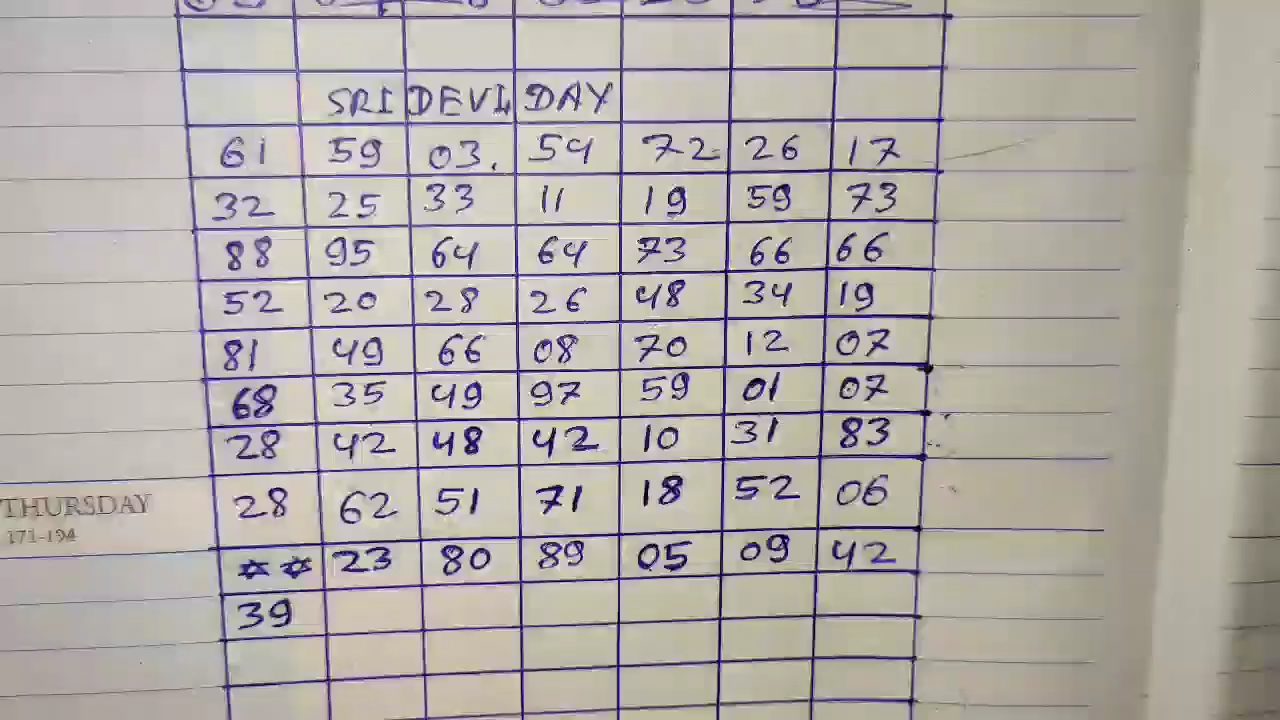 SRI DEVI DAY
61 59 03. 54 72 26 17
32 25 33 11 19 59 73
88 95 64 64 73 66 66
52 20 28 26 48 34 19
81 49 66 08 70 12 07
68 35 49 97 59 01 07
28 42 48 42 10 31 83
28 62 51 71 18 52 06
THURSDAY
171-194
** 23 80 89 05 09 42
39